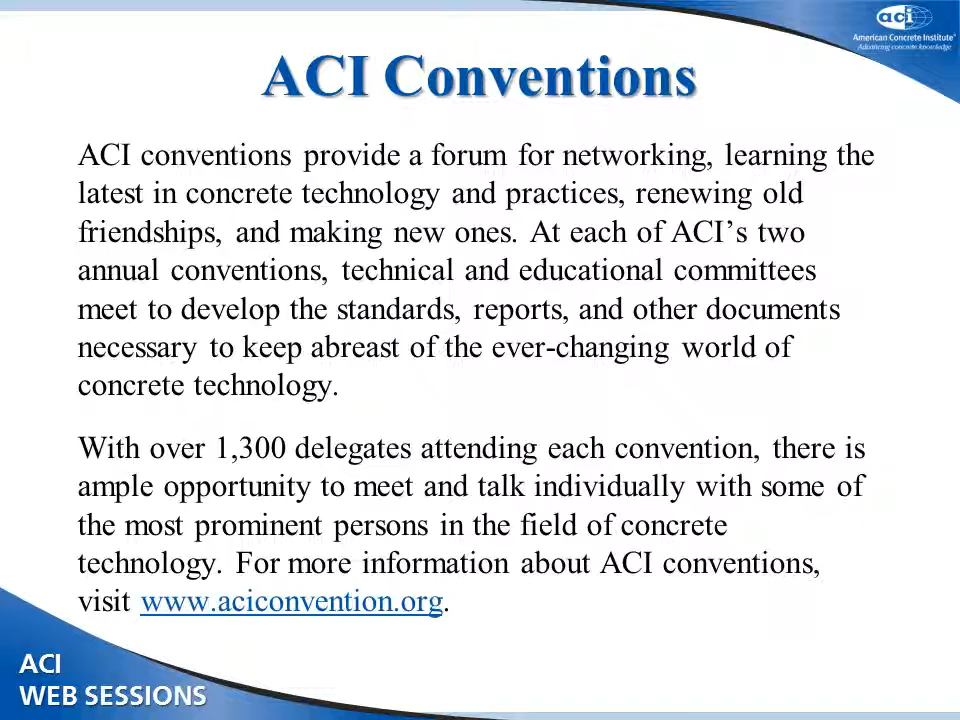 aci
American Concrete Institute®
Advancing concrete knowledge
ACI Conventions
ACI conventions provide a forum for networking, learning the
latest in concrete technology and practices, renewing old
friendships, and making new ones. At each of ACI’s two
annual conventions, technical and educational committees
meet to develop the standards, reports, and other documents
necessary to keep abreast of the ever-changing world of
concrete technology.
With over 1,300 delegates attending each convention, there is
ample opportunity to meet and talk individually with some of
the most prominent persons in the field of concrete
technology. For more information about ACI conventions,
visit www.aciconvention.org.
ACI
WEB SESSIONS